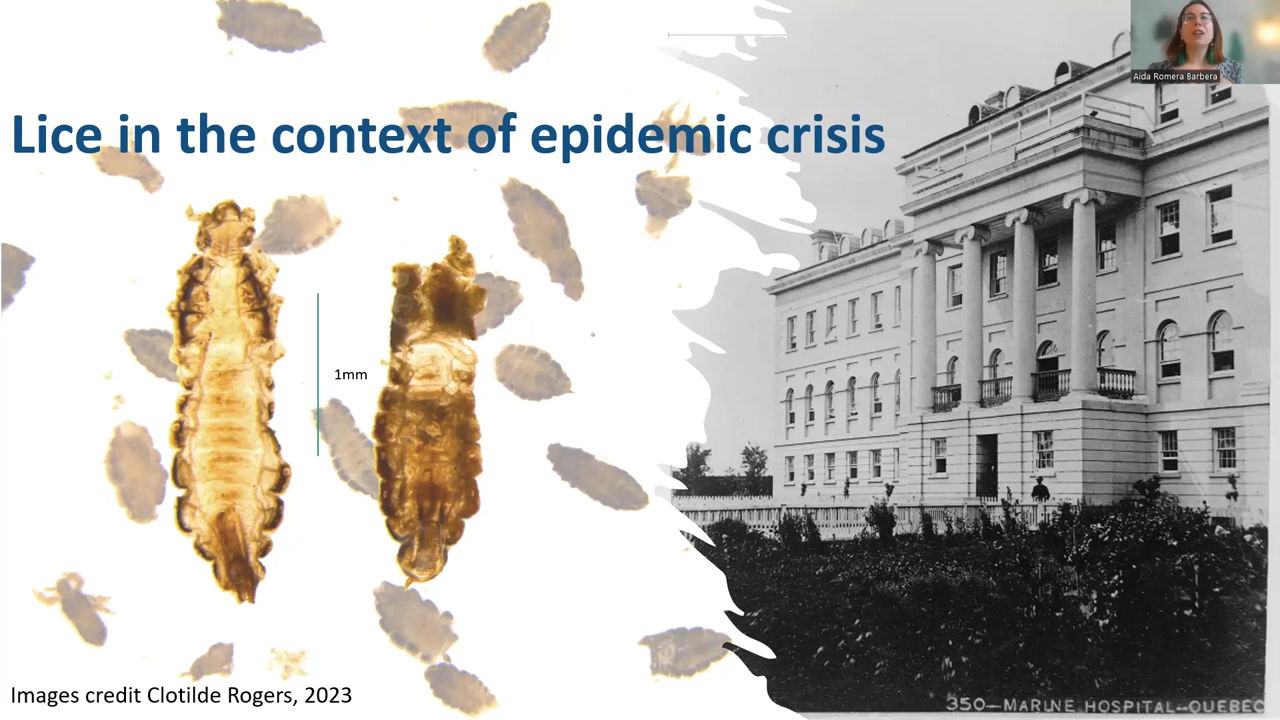 Aida Romera Barbera
Lice in the context of epidemic crisis
1mm
Images credit Clotilde Rogers, 2023
350-MARINE HOSPITAL-QUEBEC